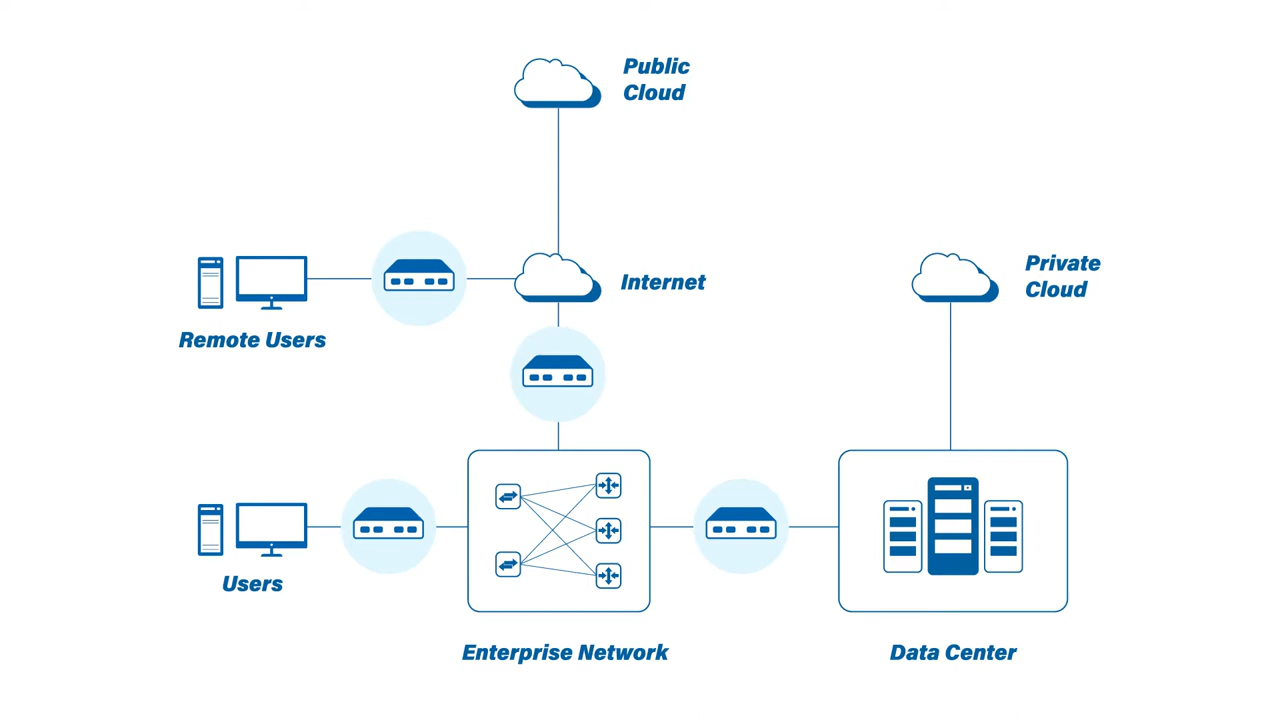 Public
Cloud
Internet
Private
Cloud
Remote Users
Users
Enterprise Network
Data Center